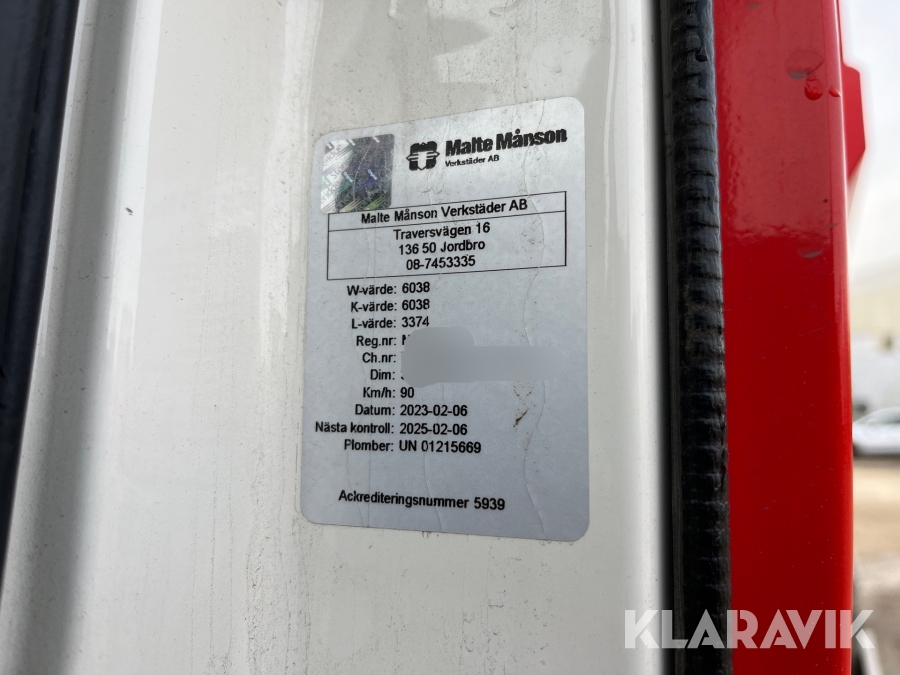 Malte Månson
Verkstäder AB
Malte Månson Verkstäder AB
Traversvägen 16
136 50 Jordbro
08-7453335
W-värde: 6038
K-värde: 6038
L-värde: 3374
Reg.nr:
Ch.nr:
Dim:
Km/h: 90
Datum: 2023-02-06
Nästa kontroll: 2025-02-06
Plomber: UN 01215669
Ackrediteringsnummer 5939
KLARAVIK